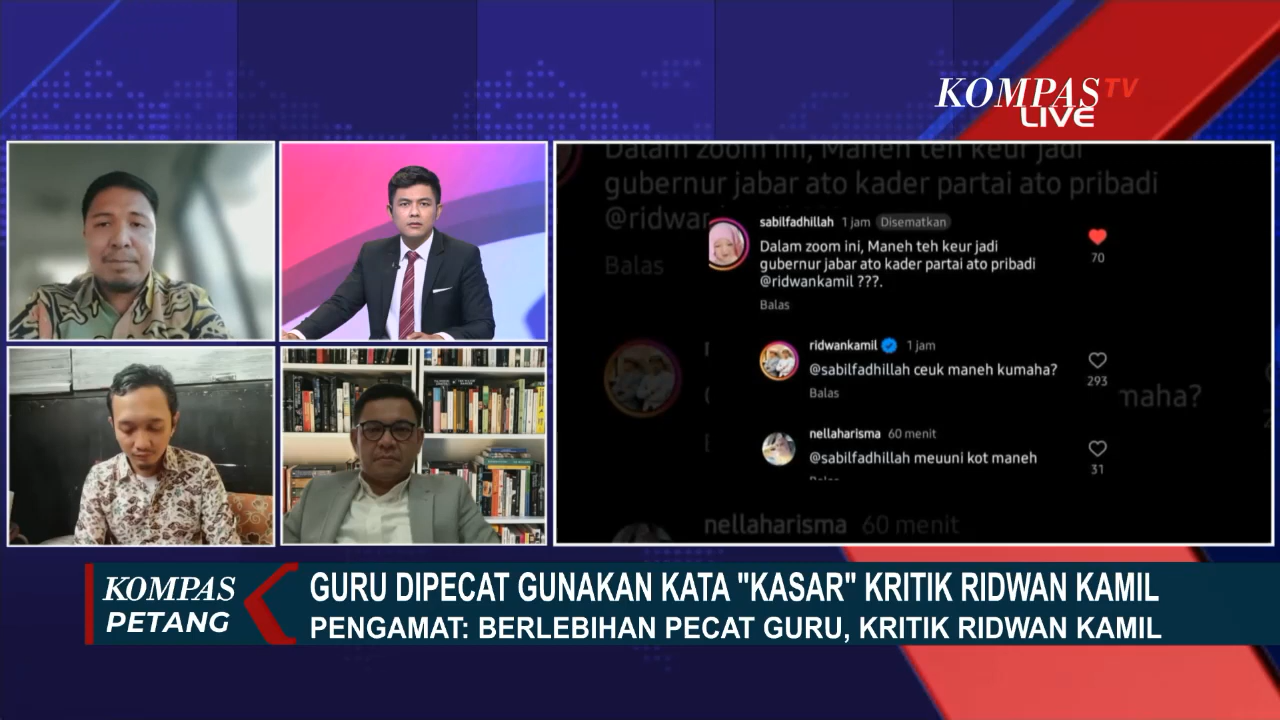 KOMPAS TV
LIVE
Dalam zoom ini, Maneh teh keur jadi
gubernur jabar ato kader partai ato pribadi
@ridwan
Balas
sabilfadhillah 1 jam Disematkan
Dalam zoom ini, Maneh teh keur jadi
gubernur jabar ato kader partai ato pribadi
@ridwankamil ???.
Balas
70
ridwankamil 1 jam
@sabilfadhillah ceuk maneh kumaha?
Balas
293
maha?
nellaharisma 60 menit
@sabilfadhillah meuuni kot maneh
Balas
31
nellaharisma 60 menit
KOMPAS
PETANG
GURU DIPECAT GUNAKAN KATA "KASAR" KRITIK RIDWAN KAMIL
PENGAMAT: BERLEBIHAN PECAT GURU, KRITIK RIDWAN KAMIL